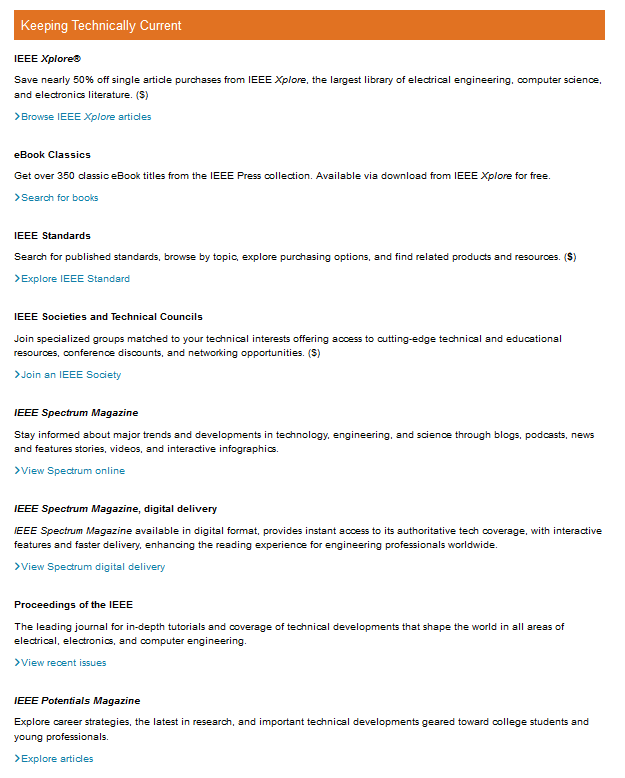 Keeping Technically Current
IEEE Xplore®
Save nearly 50% off single article purchases from IEEE Xplore, the largest library of electrical engineering, computer science,
and electronics literature. ($)
Browse IEEE Xplore articles
eBook Classics
Get over 350 classic eBook titles from the IEEE Press collection. Available via download from IEEE Xplore for free.
Search for books
IEEE Standards
Search for published standards, browse by topic, explore purchasing options, and find related products and resources. ($)
Explore IEEE Standard
IEEE Societies and Technical Councils
Join specialized groups matched to your technical interests offering access to cutting-edge technical and educational
resources, conference discounts, and networking opportunities. ($)
Join an IEEE Society
IEEE Spectrum Magazine
Stay informed about major trends and developments in technology, engineering, and science through blogs, podcasts, news
and features stories, videos, and interactive infographics.
View Spectrum online
IEEE Spectrum Magazine, digital delivery
IEEE Spectrum Magazine available in digital format, provides instant access to its authoritative tech coverage, with interactive
features and faster delivery, enhancing the reading experience for engineering professionals worldwide.
View Spectrum digital delivery
Proceedings of the IEEE
The leading journal for in-depth tutorials and coverage of technical developments that shape the world in all areas of
electrical, electronics, and computer engineering.
View recent issues
IEEE Potentials Magazine
Explore career strategies, the latest in research, and important technical developments geared toward college students and
young professionals.
Explore articles